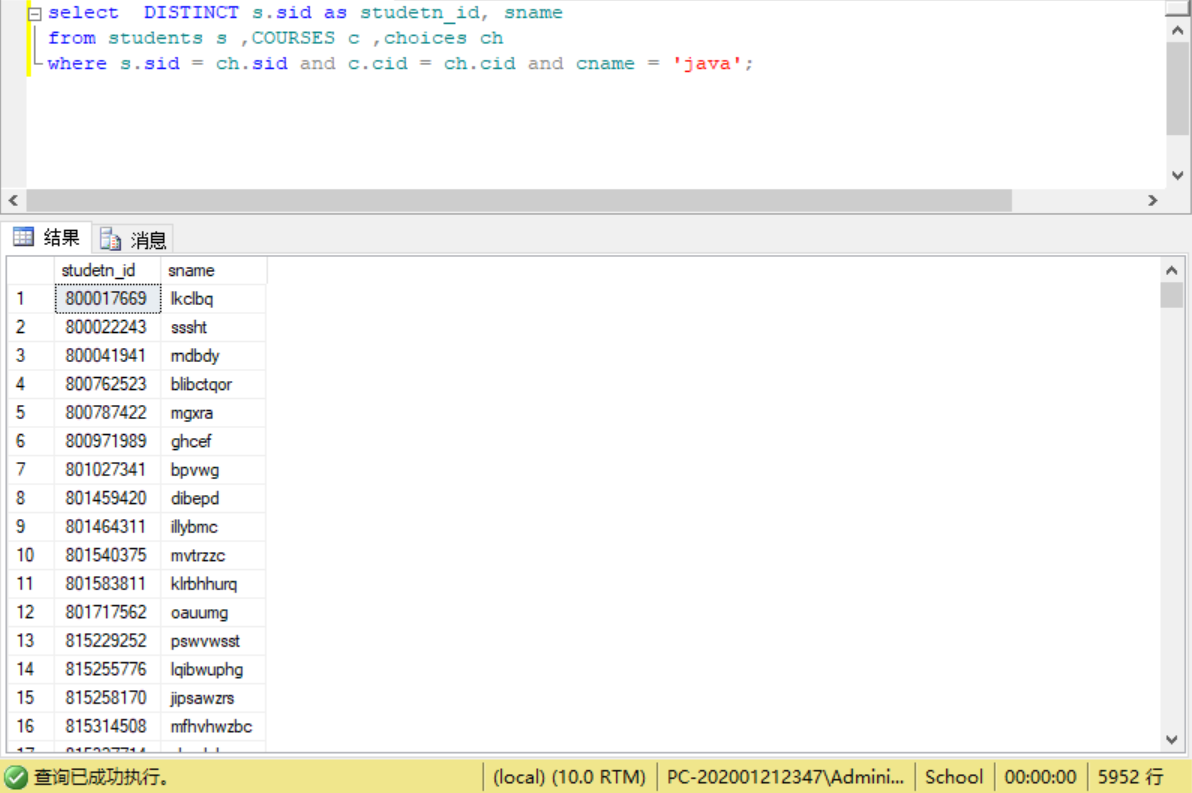 select  DISTINCT s.sid as studetn_id, sname
from students s ,COURSES c ,choices ch
where s.sid = ch.sid and c.cid = ch.cid and cname = 'java';
结果 消息
studetn_id sname
1 800017669 lkclbq
2 800022243 sssht
3 800041941 mdbdy
4 800762523 blibctqor
5 800787422 mgxra
6 800971989 ghcef
7 801027341 bpvwg
8 801459420 dibepd
9 801464311 illybmc
10 801540375 mvtrzzc
11 801583811 klrbhhurq
12 801717562 oauumg
13 815229252 pswvwsst
14 815255776 lqibwuphg
15 815258170 jipsawzrs
16 815314508 mfhvhwzbc
查询已成功执行。 (local) (10.0 RTM) PC-202001212347\Admini... School 00:00:00 5952 行